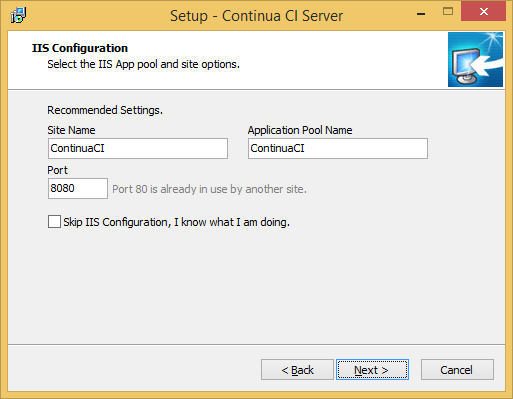 Setup - Continua CI Server
IIS Configuration
Select the IIS App pool and site options.
Recommended Settings.
Site Name
Application Pool Name
ContinuaCI
ContinuaCI
Port
8080
Port 80 is already in use by another site.
Skip IIS Configuration, I know what I am doing.
< Back
Next >
Cancel